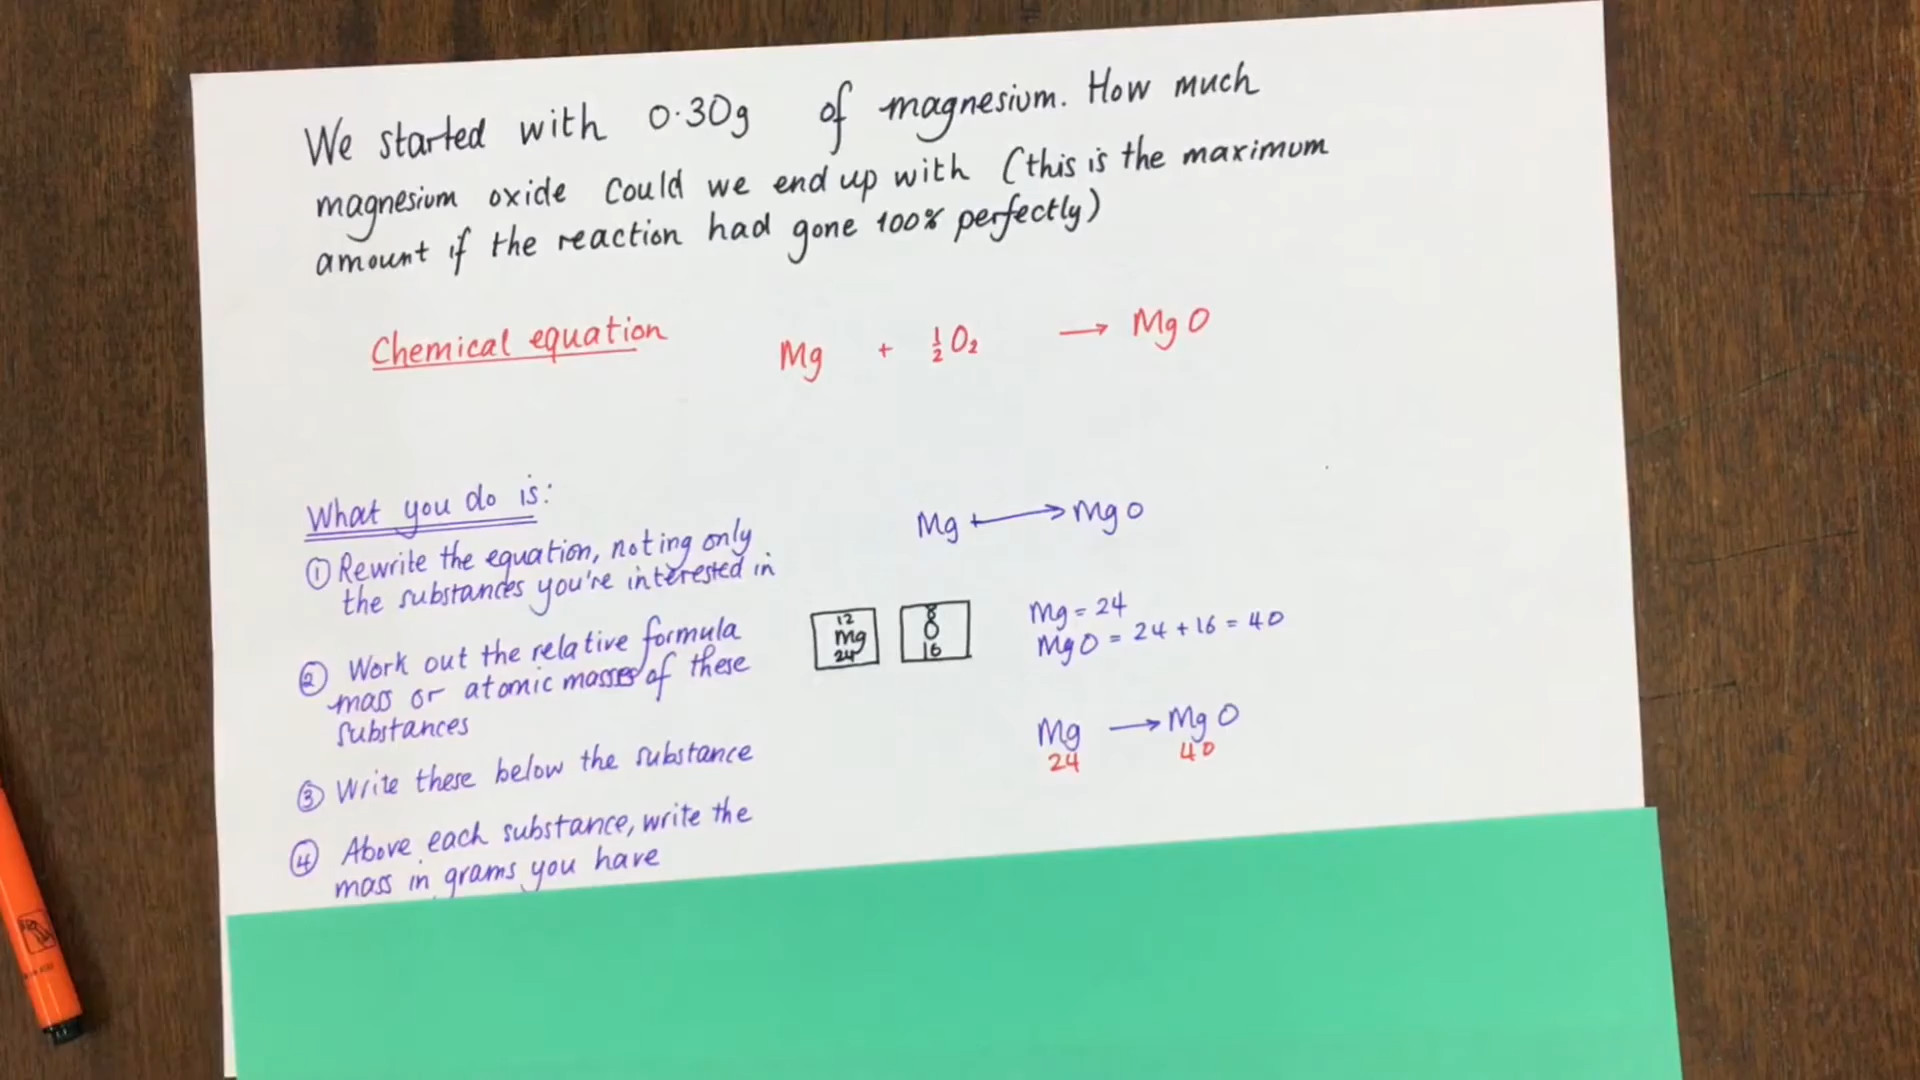 We started with 0.30g of magnesium. How much
magnesium oxide could we end up with (this is the maximum
amount if the reaction had gone 100% perfectly)
Chemical equation
Mg + ½O₂ → MgO
What you do is:
① Rewrite the equation, noting only
the substances you're interested in
Mg → MgO
② Work out the relative formula
mass or atomic masses of these
substances
12
Mg
24
8
O
16
Mg = 24
MgO = 24 + 16 = 40
③ Write these below the substance
Mg → MgO
24 40
④ Above each substance, write the
mass in grams you have